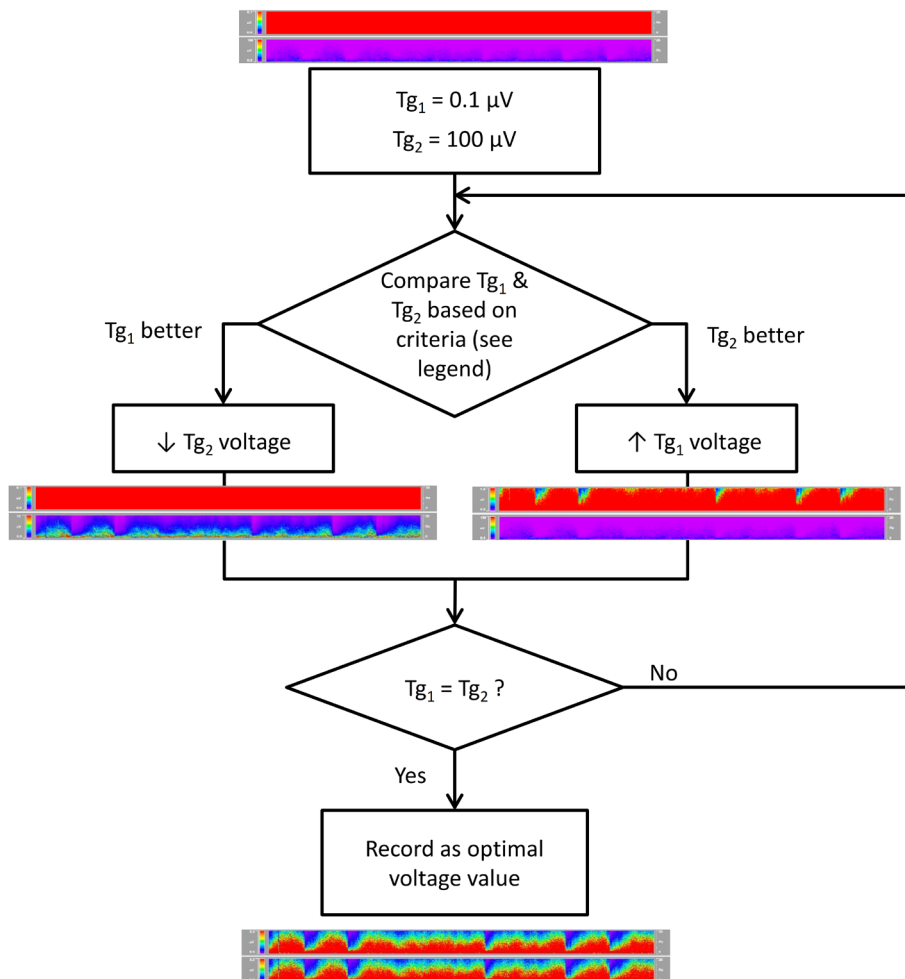 Tg₁ = 0.1 µV
Tg₂ = 100 µV
Compare Tg₁ &
Tg₂ based on
criteria (see
legend)
Tg₁ better
Tg₂ better
↓ Tg₂ voltage
↑ Tg₁ voltage
Tg₁ = Tg₂ ?
No
Yes
Record as optimal
voltage value